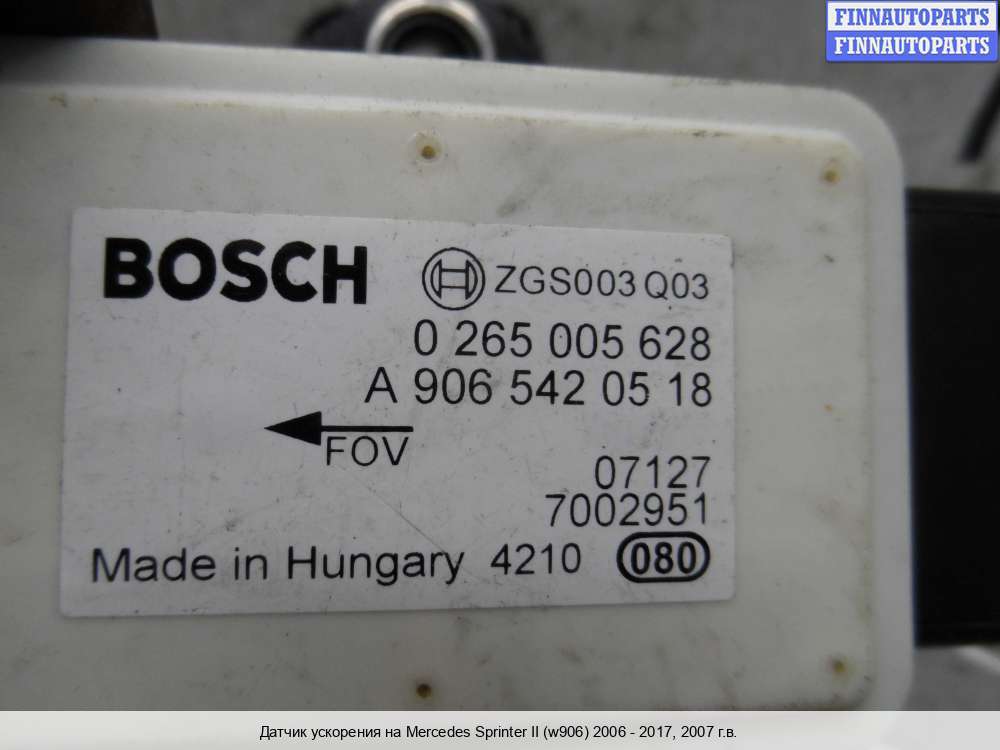 FINNAUTOPARTS
FINNAUTOPARTS
BOSCH
ZGS003 Q03
0 265 005 628
A 906 542 05 18
FOV
07127
7002951
Made in Hungary 4210 080
Датчик ускорения на Mercedes Sprinter II (w906) 2006 - 2017, 2007 г.в.